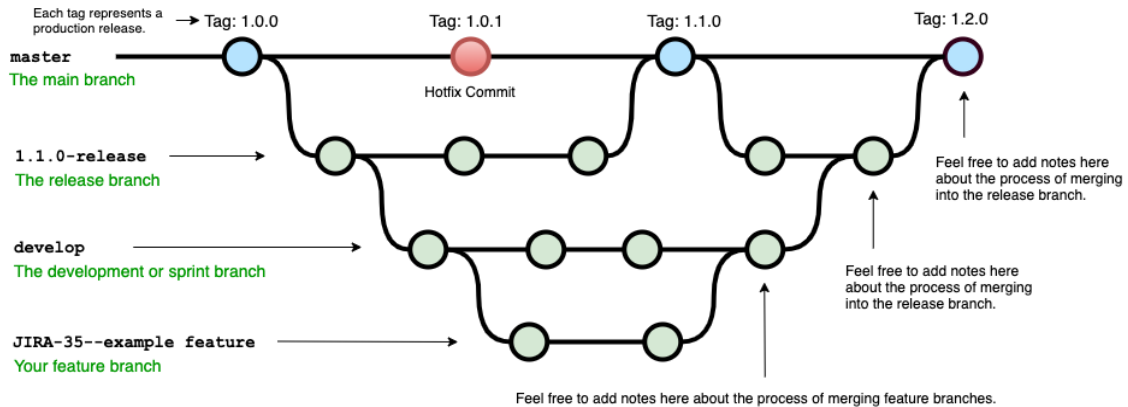 Each tag represents a
production release.
Tag: 1.0.0
Tag: 1.0.1
Tag: 1.1.0
Tag: 1.2.0
master
The main branch
Hotfix Commit
1.1.0-release
The release branch
Feel free to add notes here
about the process of merging
into the release branch.
develop
The development or sprint branch
Feel free to add notes here
about the process of merging
into the release branch.
JIRA-35--example feature
Your feature branch
Feel free to add notes here about the process of merging feature branches.